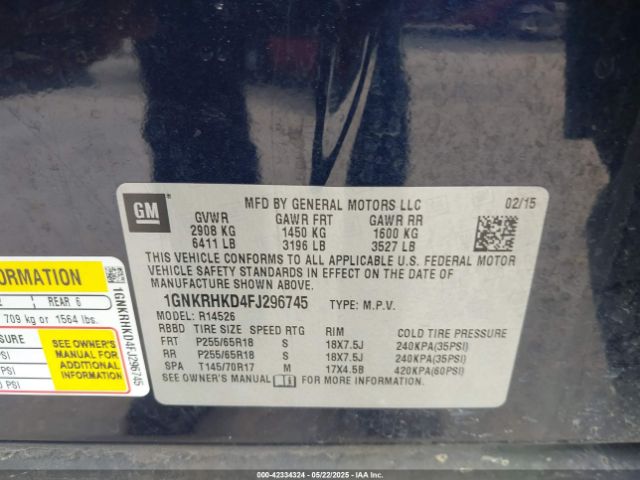 GM
MFD BY GENERAL MOTORS LLC 02/15
GVWR GAWR FRT GAWR RR
2908 KG 1450 KG 1600 KG
6411 LB 3196 LB 3527 LB
THIS VEHICLE CONFORMS TO ALL APPLICABLE U.S. FEDERAL MOTOR
VEHICLE SAFETY STANDARDS IN EFFECT ON THE DATE OF
MANUFACTURE SHOWN ABOVE.
1GNKRHKD4FJ296745 TYPE: M.P.V.
MODEL: R14526
RBBD TIRE SIZE SPEED RTG RIM COLD TIRE PRESSURE
FRT P255/65R18 S 18X7.5J 240KPA(35PSI)
RR P255/65R18 S 18X7.5J 240KPA(35PSI)
SPA T145/70R17 M 17X4.5B 420KPA(60PSI)
SEE OWNER'S MANUAL FOR MORE INFORMATION.
REAR 6
709 kg or 1564 lbs.
SEE OWNER'S
MANUAL FOR
ADDITIONAL
INFORMATION
PSI
1GNKRHKD4FJ296745
000-42334324 - 05/22/2025 - IAAI.COM